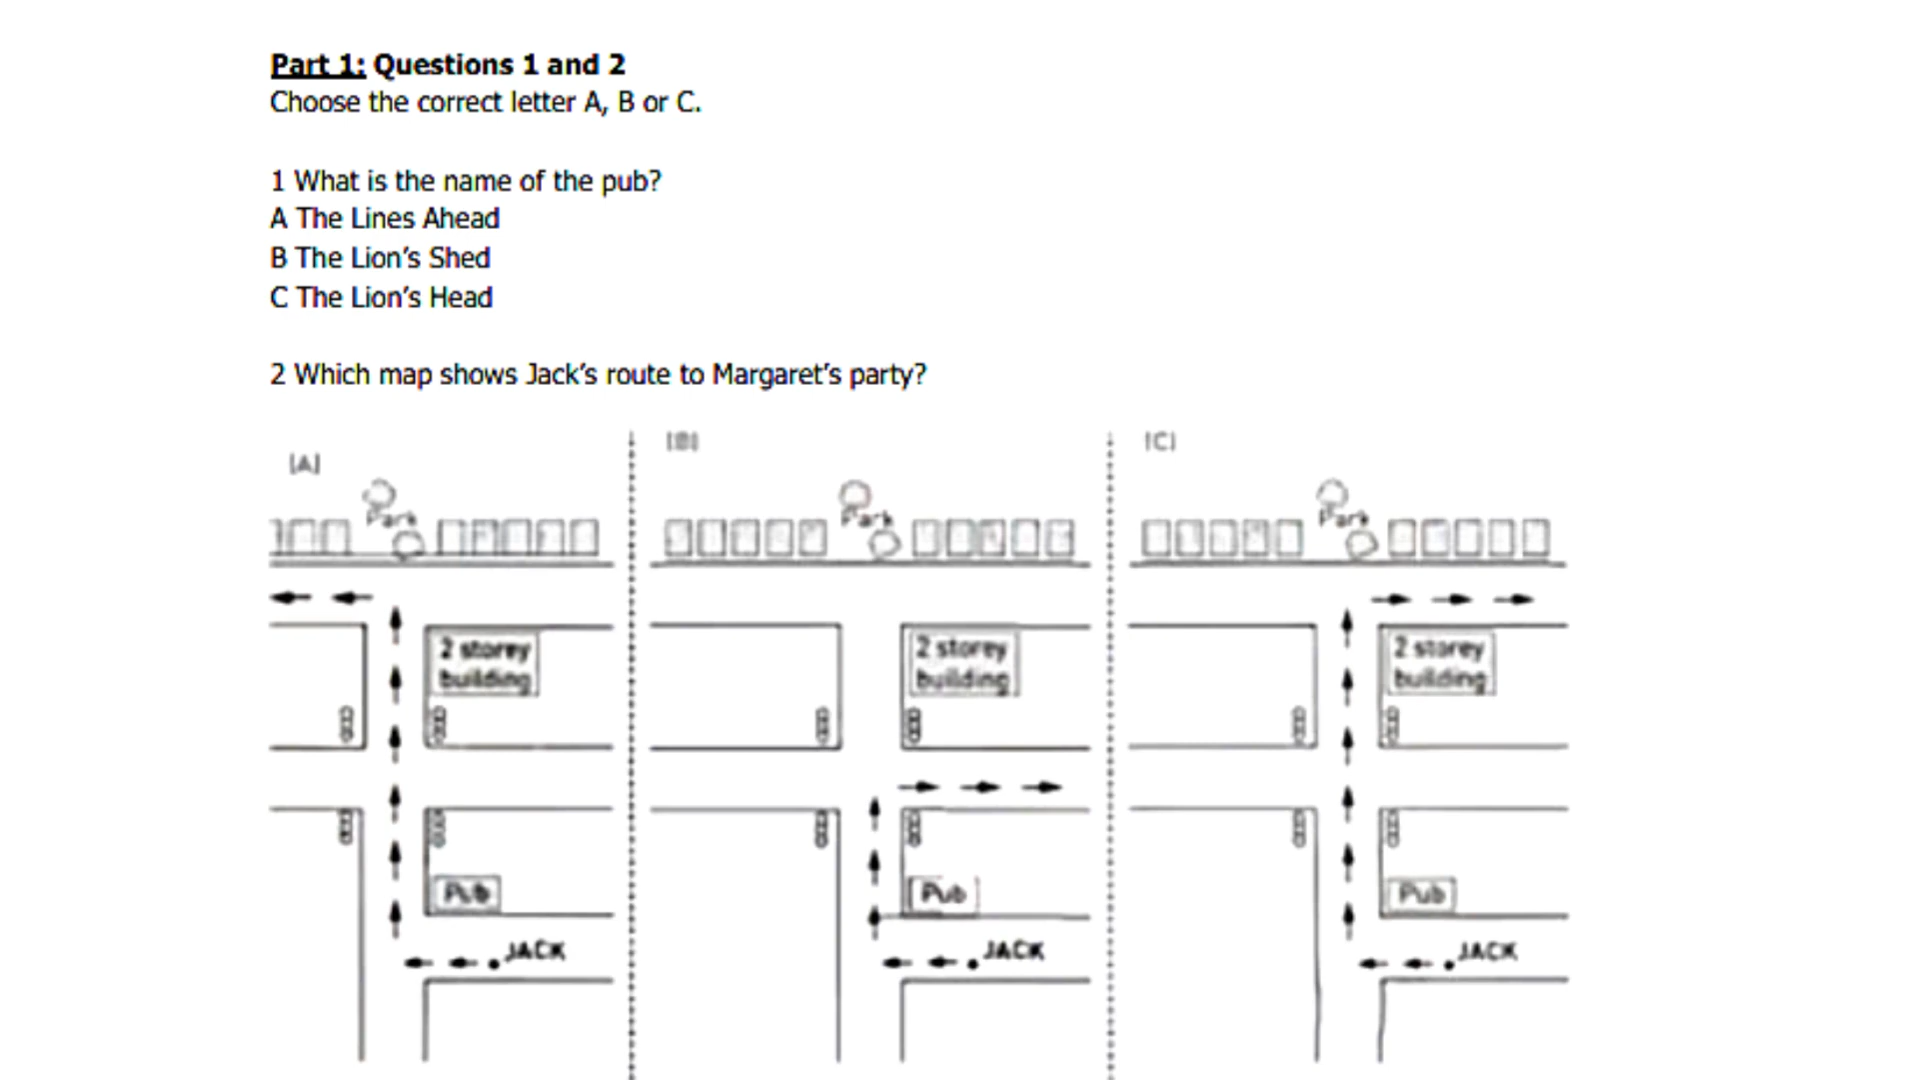 Part 1: Questions 1 and 2
Choose the correct letter A, B or C.
1 What is the name of the pub?
A The Lines Ahead
B The Lion's Shed
C The Lion's Head
2 Which map shows Jack's route to Margaret's party?
[A]
Park
2 storey
building
Pub
JACK
[B]
Park
2 storey
building
Pub
JACK
[C]
Park
2 storey
building
Pub
JACK